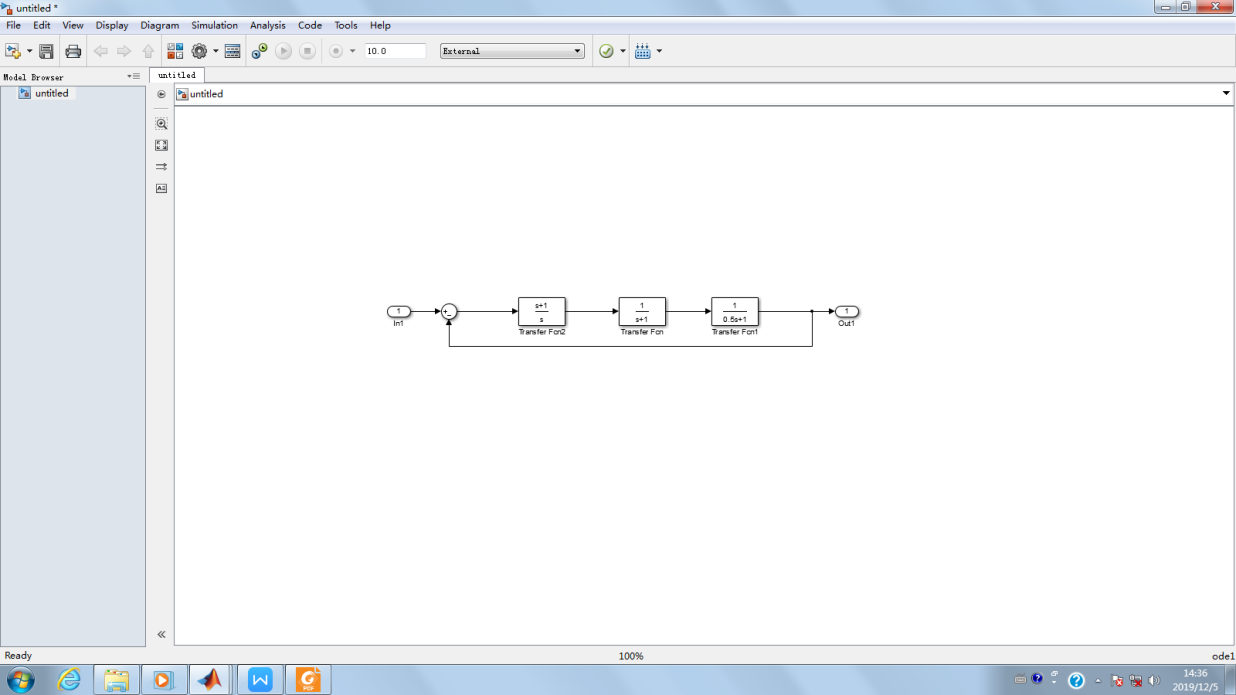 untitled *
File Edit View Display Diagram Simulation Analysis Code Tools Help
10.0
External
Model Browser
untitled
untitled
untitled
1
In1
+
_
s+1
s
Transfer Fcn2
1
s+1
Transfer Fcn
1
0.5s+1
Transfer Fcn1
1
Out1
Ready
100%
ode1
14:36
2019/12/5